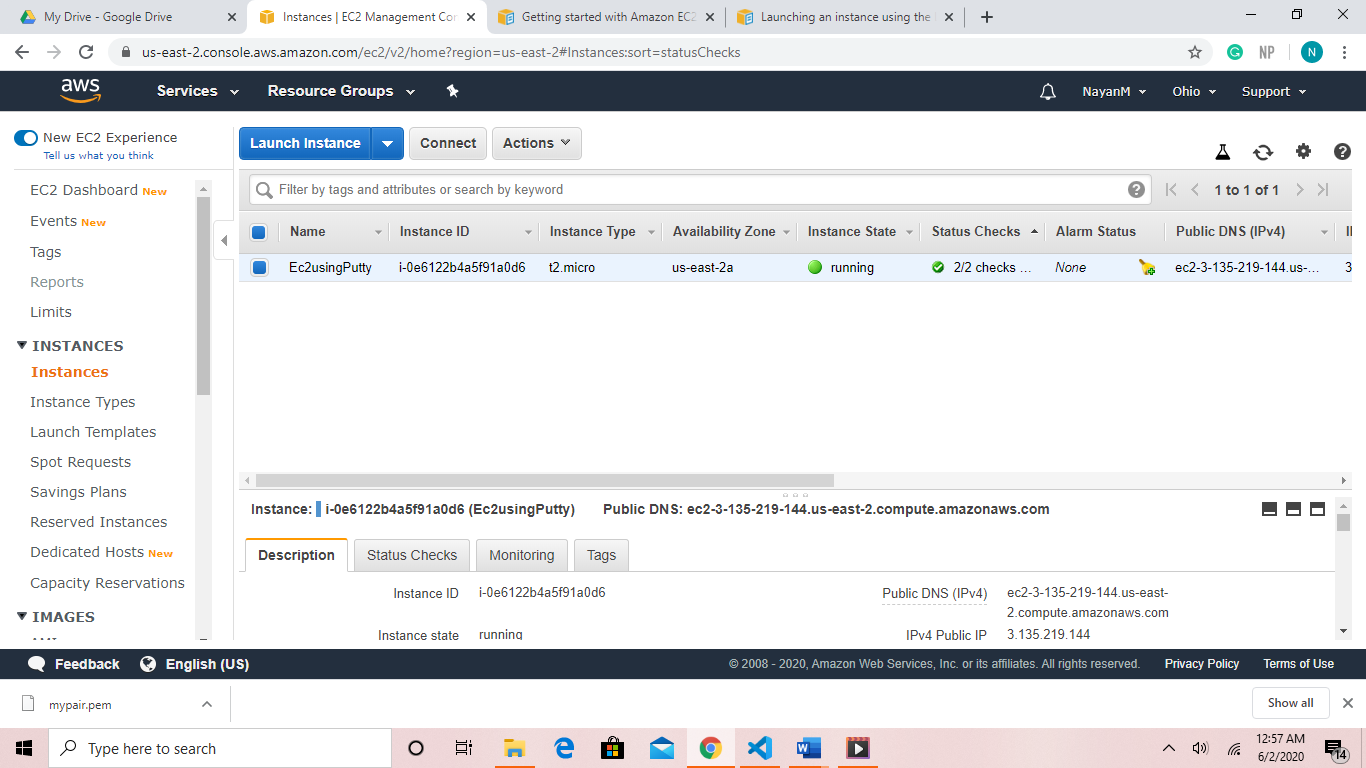 My Drive - Google Drive
Instances | EC2 Management Con
Getting started with Amazon EC2
Launching an instance using the
us-east-2.console.aws.amazon.com/ec2/v2/home?region=us-east-2#Instances:sort=statusChecks
NP
N
aws
Services
Resource Groups
NayanM
Ohio
Support
New EC2 Experience
Tell us what you think
Launch Instance
Connect
Actions
EC2 Dashboard New
Events New
Tags
Reports
Limits
INSTANCES
Instances
Instance Types
Launch Templates
Spot Requests
Savings Plans
Reserved Instances
Dedicated Hosts New
Capacity Reservations
IMAGES
Filter by tags and attributes or search by keyword
1 to 1 of 1
Name
Instance ID
Instance Type
Availability Zone
Instance State
Status Checks
Alarm Status
Public DNS (IPv4)
Ec2usingPutty
i-0e6122b4a5f91a0d6
t2.micro
us-east-2a
running
2/2 checks ...
None
ec2-3-135-219-144.us-...
3
Instance: i-0e6122b4a5f91a0d6 (Ec2usingPutty) Public DNS: ec2-3-135-219-144.us-east-2.compute.amazonaws.com
Description
Status Checks
Monitoring
Tags
Instance ID i-0e6122b4a5f91a0d6
Public DNS (IPv4) ec2-3-135-219-144.us-east-
2.compute.amazonaws.com
Instance state running
IPv4 Public IP 3.135.219.144
Feedback
English (US)
© 2008 - 2020, Amazon Web Services, Inc. or its affiliates. All rights reserved.
Privacy Policy
Terms of Use
mypair.pem
Show all
Type here to search
12:57 AM
6/2/2020
14